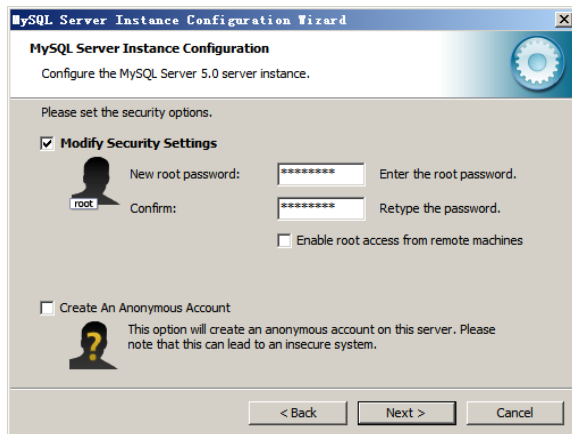 MySQL Server Instance Configuration Wizard
MySQL Server Instance Configuration
Configure the MySQL Server 5.0 server instance.
Please set the security options.
Modify Security Settings
root
New root password: ******** Enter the root password.
Confirm: ******** Retype the password.
Enable root access from remote machines
Create An Anonymous Account
This option will create an anonymous account on this server. Please
note that this can lead to an insecure system.
< Back Next > Cancel